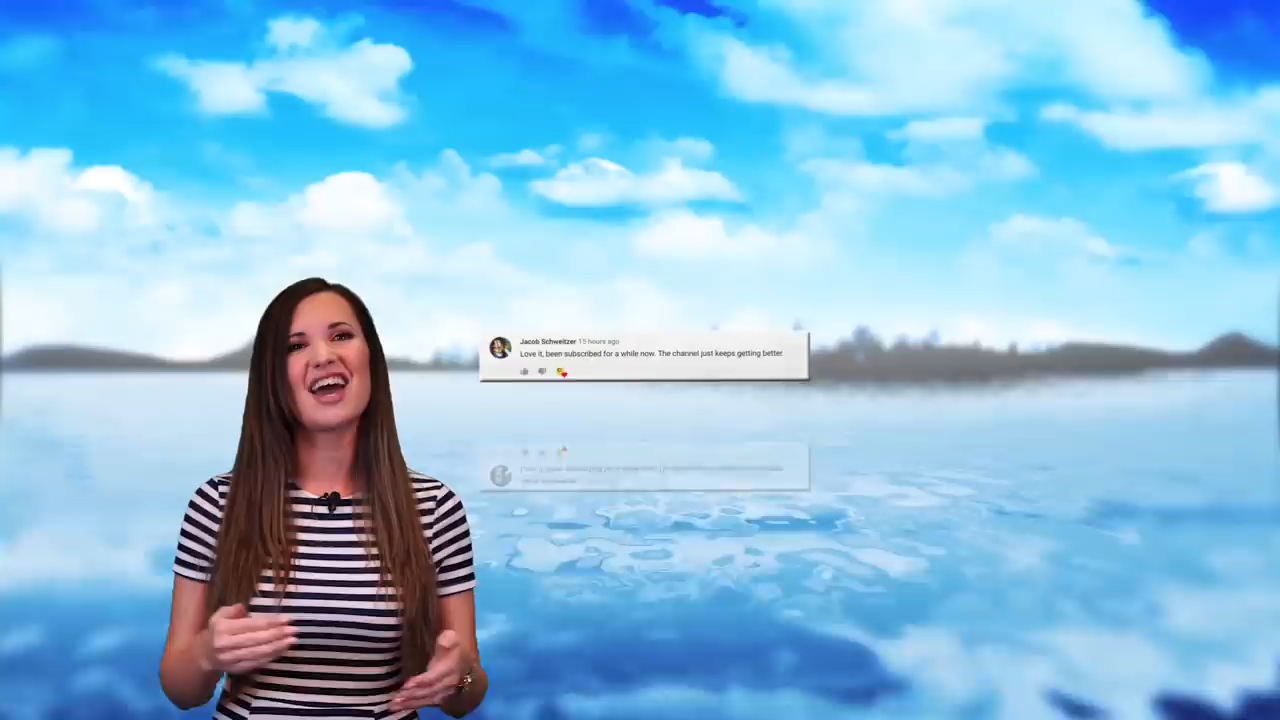 Jacob Schweitzer 15 hours ago
Love it, been subscribed for a while now. The channel just keeps getting better.